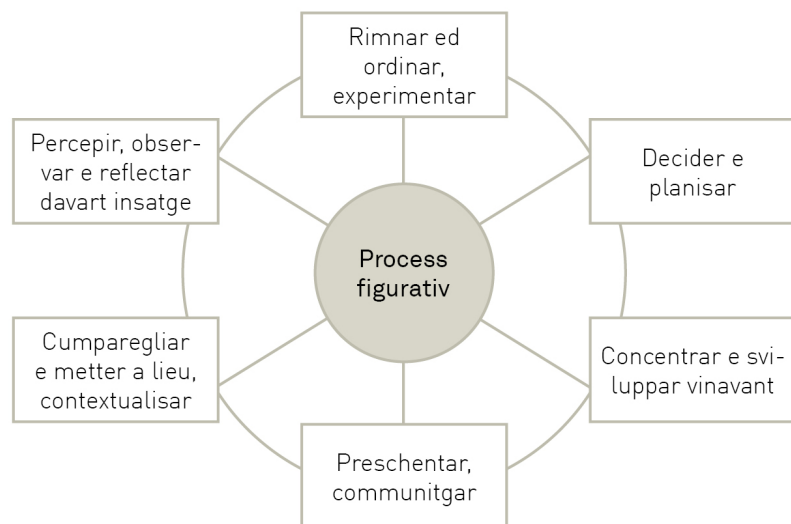 Rimnar ed
ordinar,
experimentar
Percepir, obser-
var e reflectar
davart insatge
Decider e
planisar
Process
figurativ
Cumparegliar
e metter a lieu,
contextualisar
Concentrar e svi-
luppar vinavant
Preschentar,
communitgar